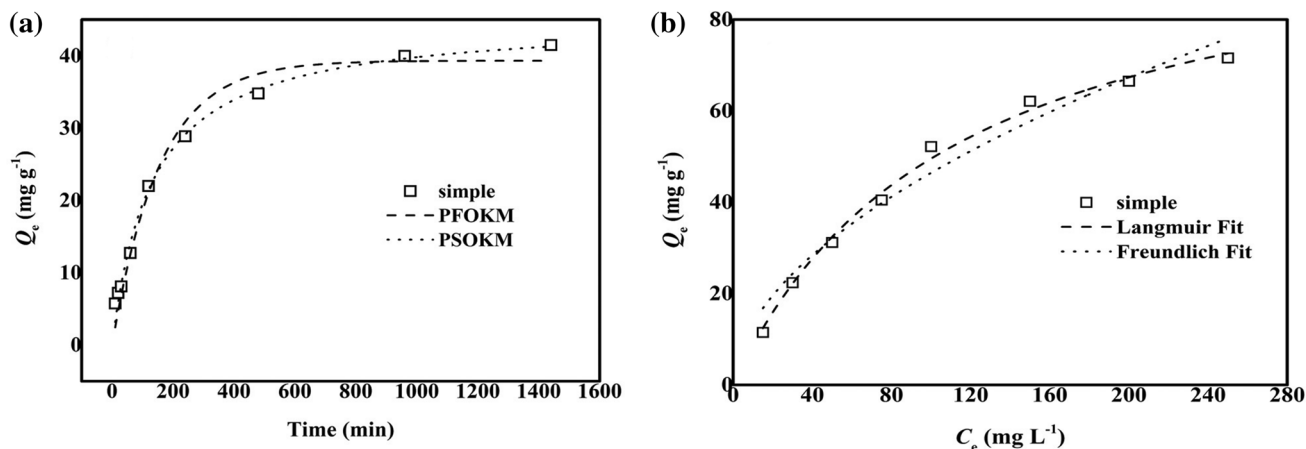 (a)
Qe (mg g-1)
40
30
20
10
0
simple
PFOKM
PSOKM
0 200 400 600 800 1000 1200 1400 1600
Time (min)
(b)
Qe (mg g-1)
80
60
40
20
0
simple
Langmuir Fit
Freundlich Fit
0 40 80 120 160 200 240 280
Ce (mg L-1)